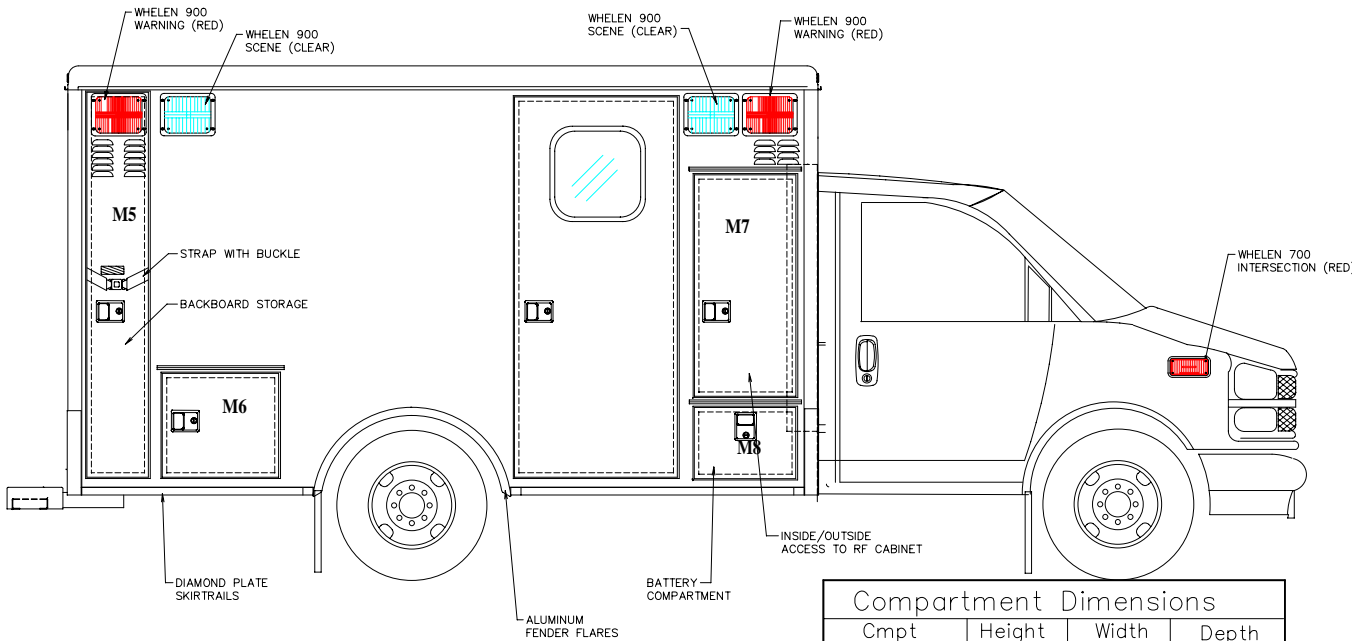 WHELEN 900
WARNING (RED)
WHELEN 900
SCENE (CLEAR)
WHELEN 900
SCENE (CLEAR)
WHELEN 900
WARNING (RED)
M5
M7
STRAP WITH BUCKLE
WHELEN 700
INTERSECTION (RED)
BACKBOARD STORAGE
M6
M8
INSIDE/OUTSIDE
ACCESS TO RF CABINET
DIAMOND PLATE
SKIRTRAILS
BATTERY
COMPARTMENT
ALUMINUM
FENDER FLARES
Compartment Dimensions
Cmpt Height Width Depth